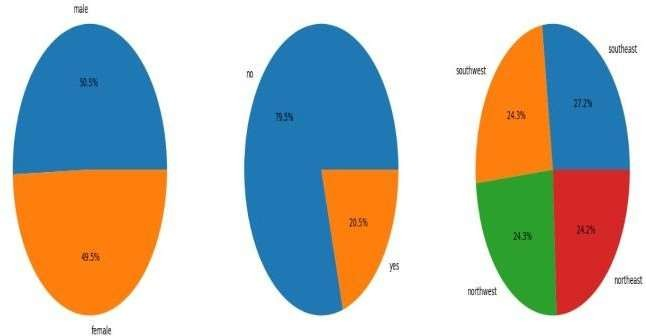 male
50.5%
49.5%
female
no
79.5%
20.5%
yes
southeast
southwest
27.2%
24.3%
24.3%
24.2%
northwest
northeast